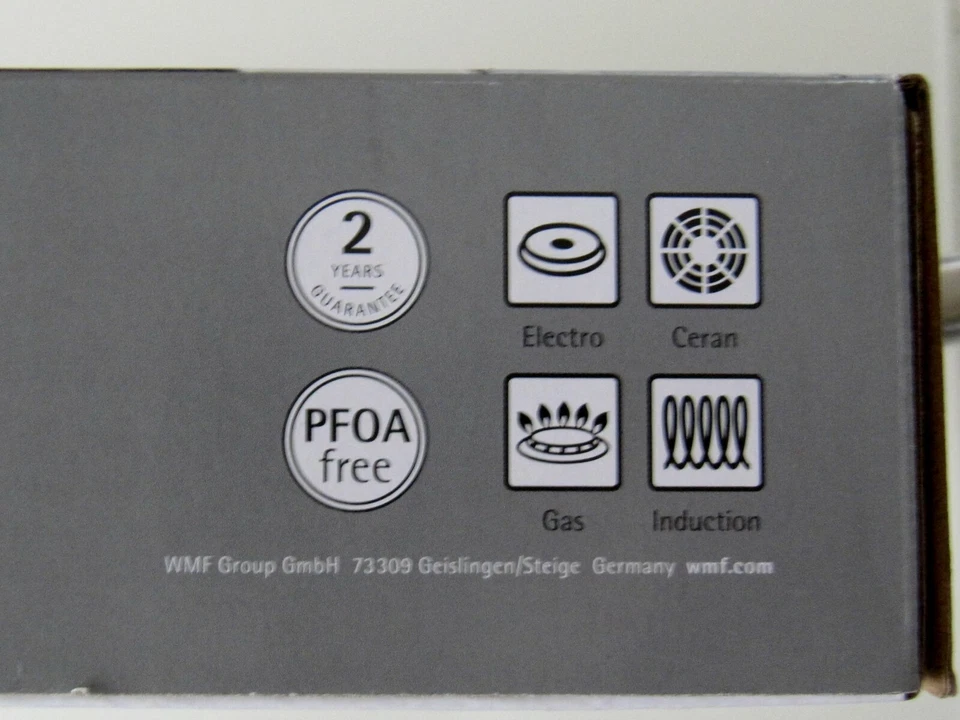 2
YEARS
GUARANTEE
Electro
Ceran
PFOA
free
Gas
Induction
WMF Group GmbH 73309 Geislingen/Steige Germany wmf.com